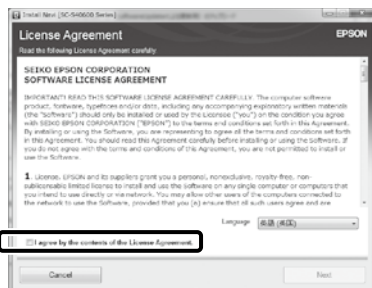 Install Navi [SC-S40600 Series]
License Agreement
EPSON
Read the following License Agreement carefully.
SEIKO EPSON CORPORATION
SOFTWARE LICENSE AGREEMENT
IMPORTANT! READ THIS SOFTWARE LICENSE AGREEMENT CAREFULLY. The computer software
product, fontware, typefaces and/or data, including any accompanying explanatory written materials
(the "Software") should only be installed or used by the Licensee ("you") on the condition you agree
with SEIKO EPSON CORPORATION ("EPSON") to the terms and conditions set forth in this Agreement.
By installing or using the Software, you are representing to agree all the terms and conditions set forth
in this Agreement. You should read this Agreement carefully before installing or using the Software. If
you do not agree with the terms and conditions of this Agreement, you are not permitted to install or
use the Software.
1. License. EPSON and its suppliers grant you a personal, nonexclusive, royalty-free, non-
sublicensable limited license to install and use the Software on any single computer or computers that
you intend to use directly or via network. You may allow other users of the computers connected to
the network to use the Software, provided that you (a) ensure that all such users agree and are
Language 英語 (米国)
I agree by the contents of the License Agreement.
Cancel
Next